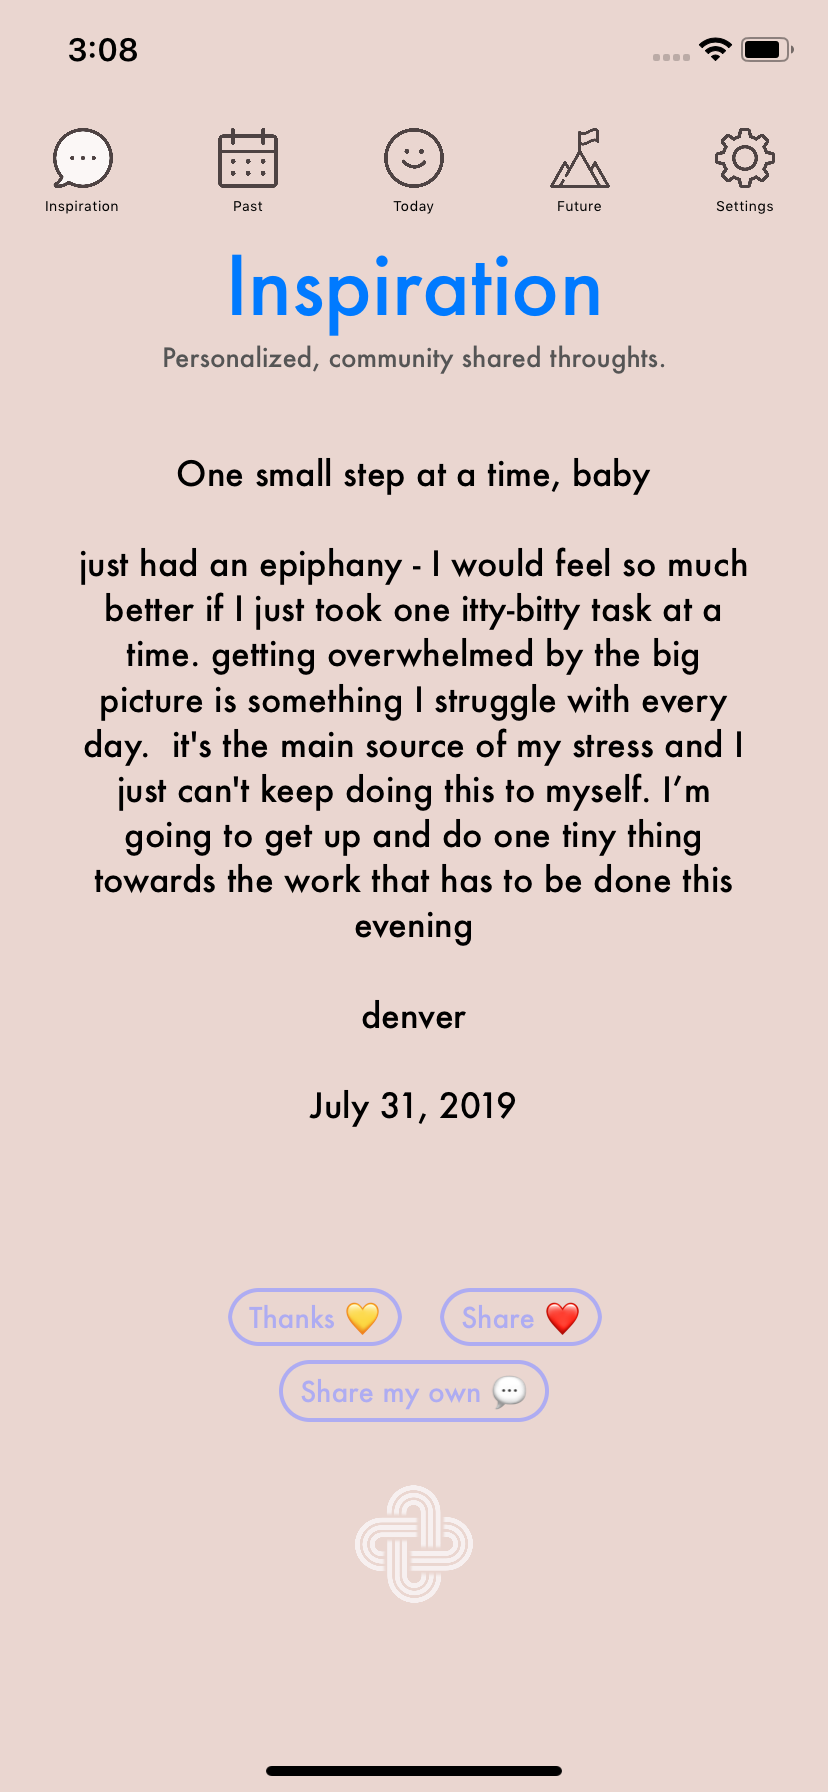 3:08
Inspiration
Past
Today
Future
Settings
Inspiration
Personalized, community shared throughts.
One small step at a time, baby
just had an epiphany - I would feel so much
better if I just took one itty-bitty task at a
time. getting overwhelmed by the big
picture is something I struggle with every
day.  it's the main source of my stress and I
just can't keep doing this to myself. I’m
going to get up and do one tiny thing
towards the work that has to be done this
evening
denver
July 31, 2019
Thanks 💛
Share ❤️
Share my own 💬